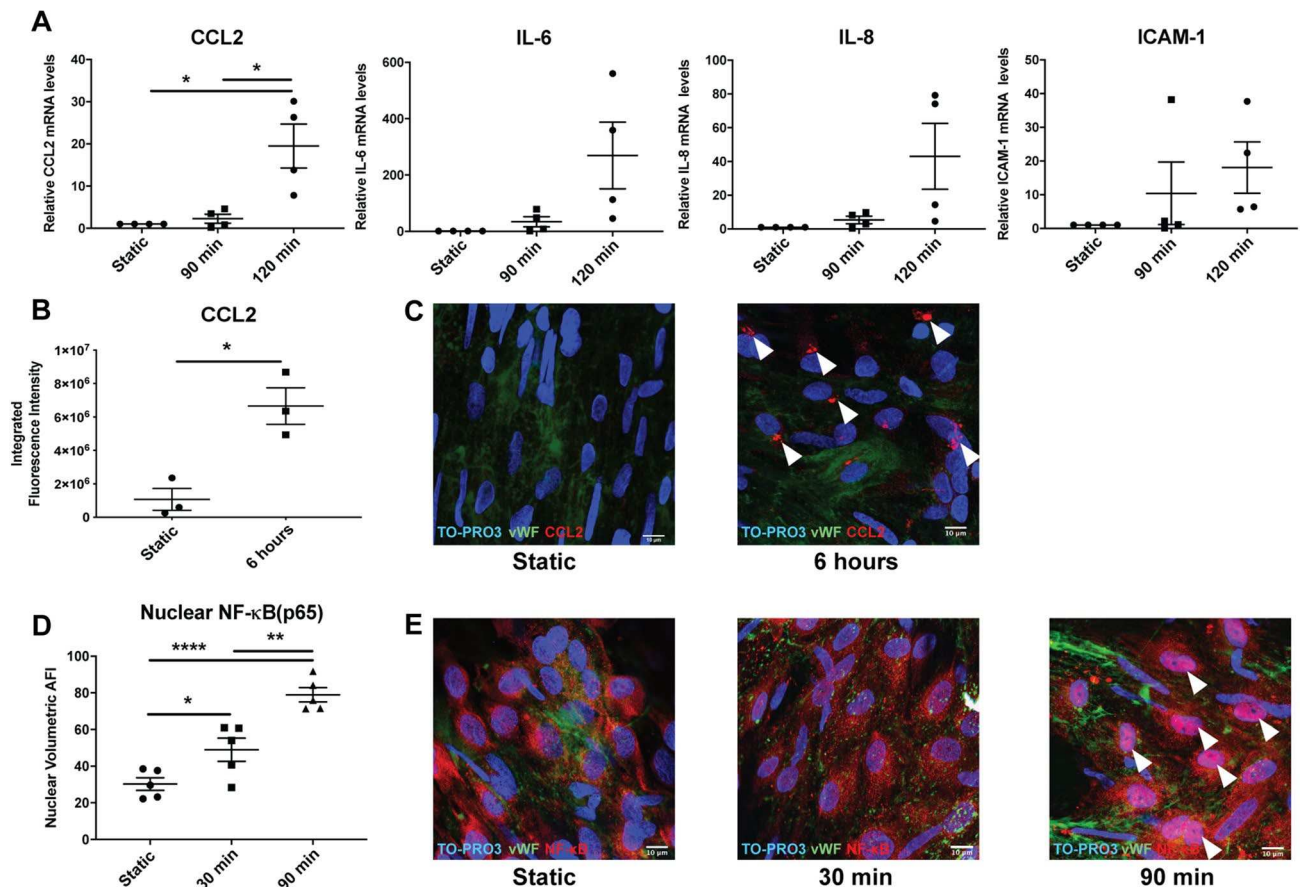 A
CCL2
Relative CCL2 mRNA levels
40
30
20
10
0
* *
Static
90 min
120 min
IL-6
Relative IL-6 mRNA levels
600
400
200
0
Static
90 min
120 min
IL-8
Relative IL-8 mRNA levels
100
80
60
40
20
0
Static
90 min
120 min
ICAM-1
Relative ICAM-1 mRNA levels
50
40
30
20
10
0
Static
90 min
120 min
B
CCL2
Integrated
Fluorescence Intensity
1×10⁷
8×10⁶
6×10⁶
4×10⁶
2×10⁶
0
*
Static
6 hours
C
TO-PRO3 vWF CCL2
10 µm
Static
TO-PRO3 vWF CCL2
10 µm
6 hours
D
Nuclear NF-κB(p65)
Nuclear Volumetric AFI
100
80
60
40
20
0
**** **
*
Static
30 min
90 min
E
TO-PRO3 vWF NF-κB
10 µm
Static
TO-PRO3 vWF NF-κB
10 µm
30 min
TO-PRO3 vWF
10 µm
90 min